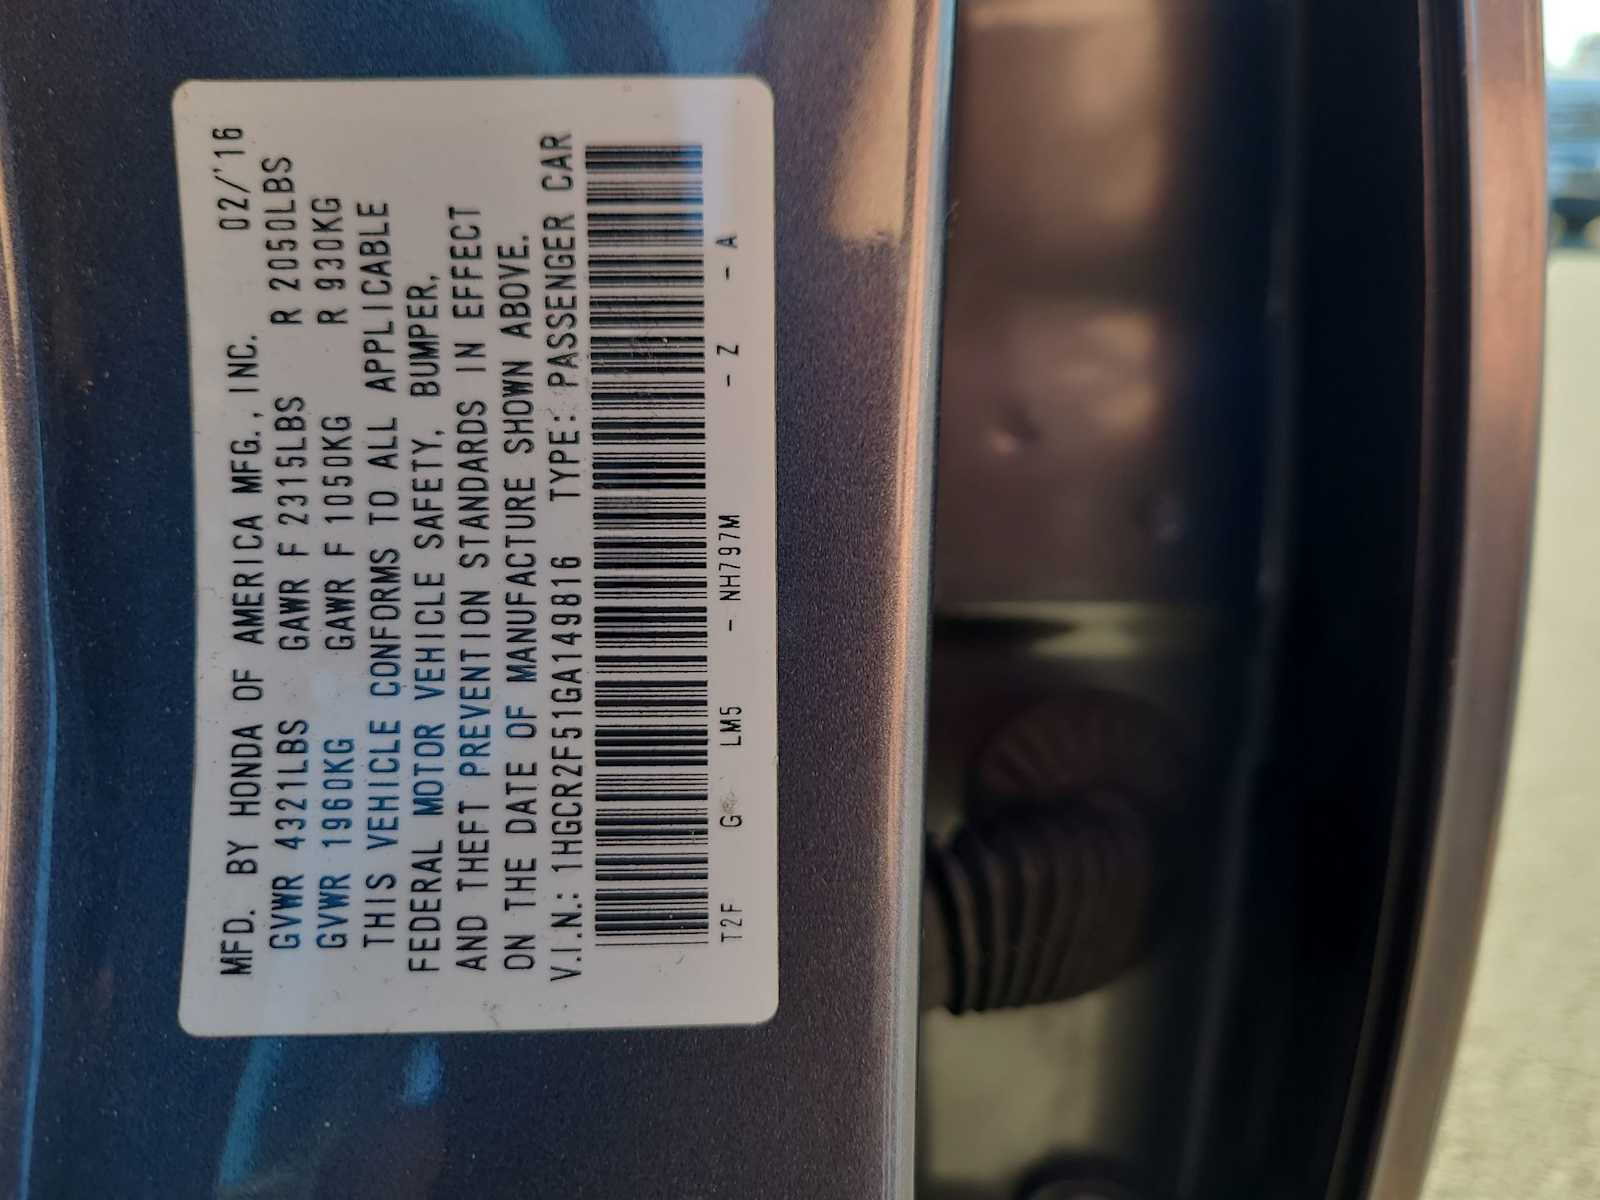 MFD. BY HONDA OF AMERICA MFG., INC. 02/'16
GVWR 4321LBS GAWR F 2315LBS R 2050LBS
GVWR 1960KG GAWR F 1050KG R 930KG
THIS VEHICLE CONFORMS TO ALL APPLICABLE
FEDERAL MOTOR VEHICLE SAFETY, BUMPER,
AND THEFT PREVENTION STANDARDS IN EFFECT
ON THE DATE OF MANUFACTURE SHOWN ABOVE.
V.I.N.: 1HGCR2F51GA149816 TYPE: PASSENGER CAR
T2F G LM5 - NH797M - Z - A